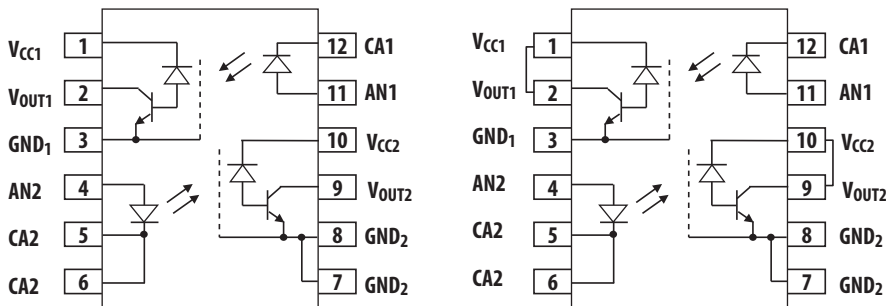 VCC1 1 12 CA1
VOUT1 2 11 AN1
GND1 3 10 VCC2
AN2 4 9 VOUT2
CA2 5 8 GND2
CA2 6 7 GND2
VCC1 1 12 CA1
VOUT1 2 11 AN1
GND1 3 10 VCC2
AN2 4 9 VOUT2
CA2 5 8 GND2
CA2 6 7 GND2